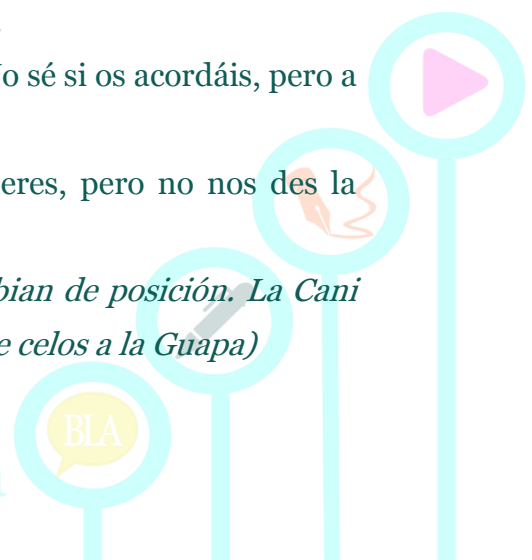 o sé si os acordáis, pero a
eres, pero no nos des la
bian de posición. La Cani
e celos a la Guapa)
BLA